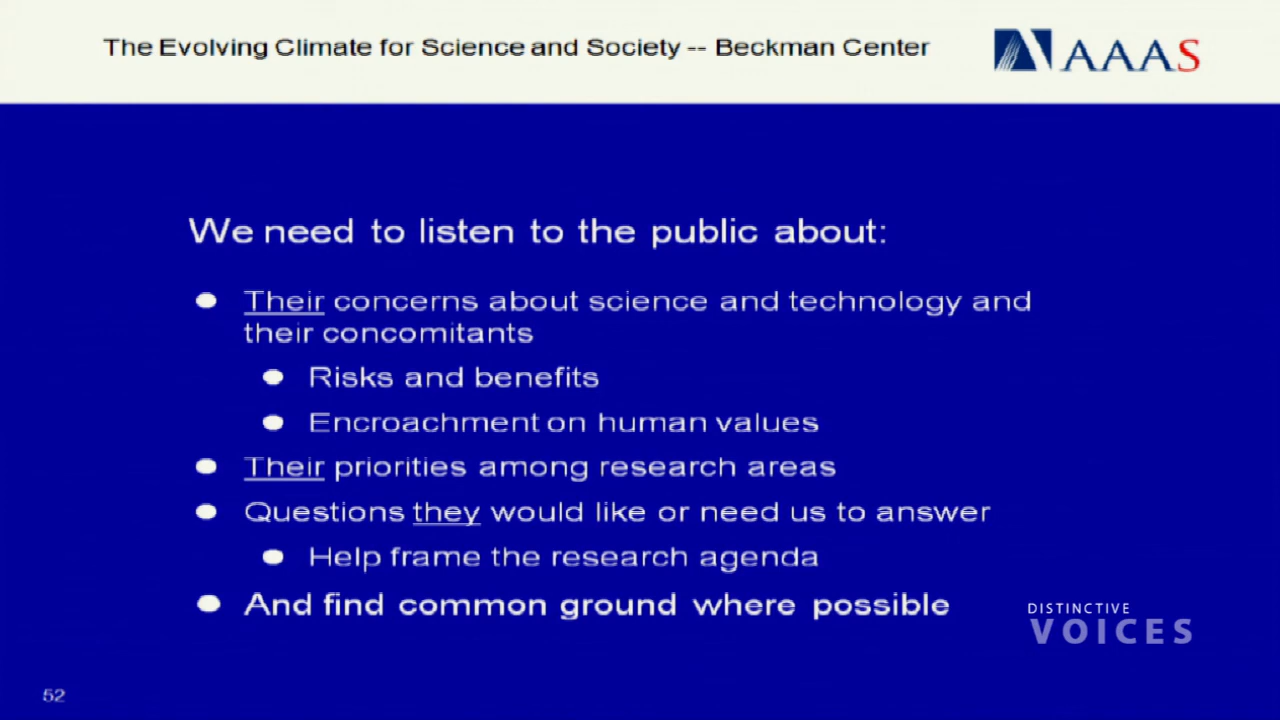 The Evolving Climate for Science and Society -- Beckman Center
AAAS
We need to listen to the public about:
Their concerns about science and technology and
their concomitants
Risks and benefits
Encroachment on human values
Their priorities among research areas
Questions they would like or need us to answer
Help frame the research agenda
And find common ground where possible
DISTINCTIVE
VOICES
52